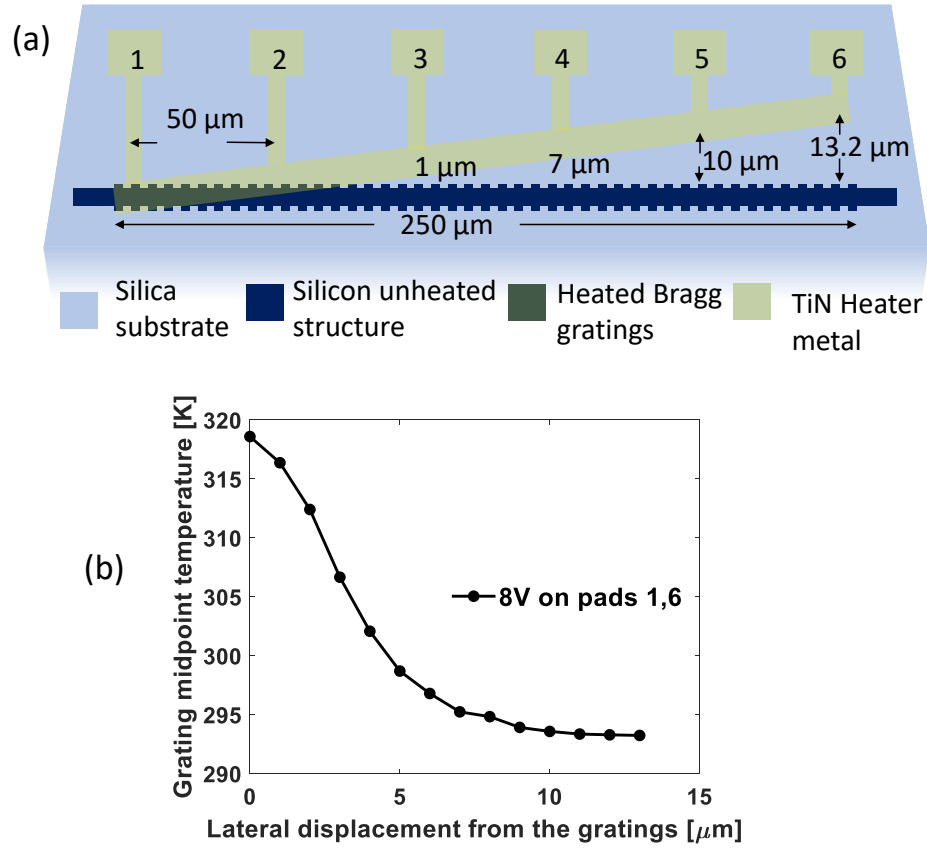 (a)
1 2 3 4 5 6
50 μm
1 μm 7 μm 10 μm 13.2 μm
250 μm
Silica substrate
Silicon unheated structure
Heated Bragg gratings
TiN Heater metal
(b)
Grating midpoint temperature [K]
320
315
310
305
300
295
290
8V on pads 1,6
0 5 10 15
Lateral displacement from the gratings [μm]